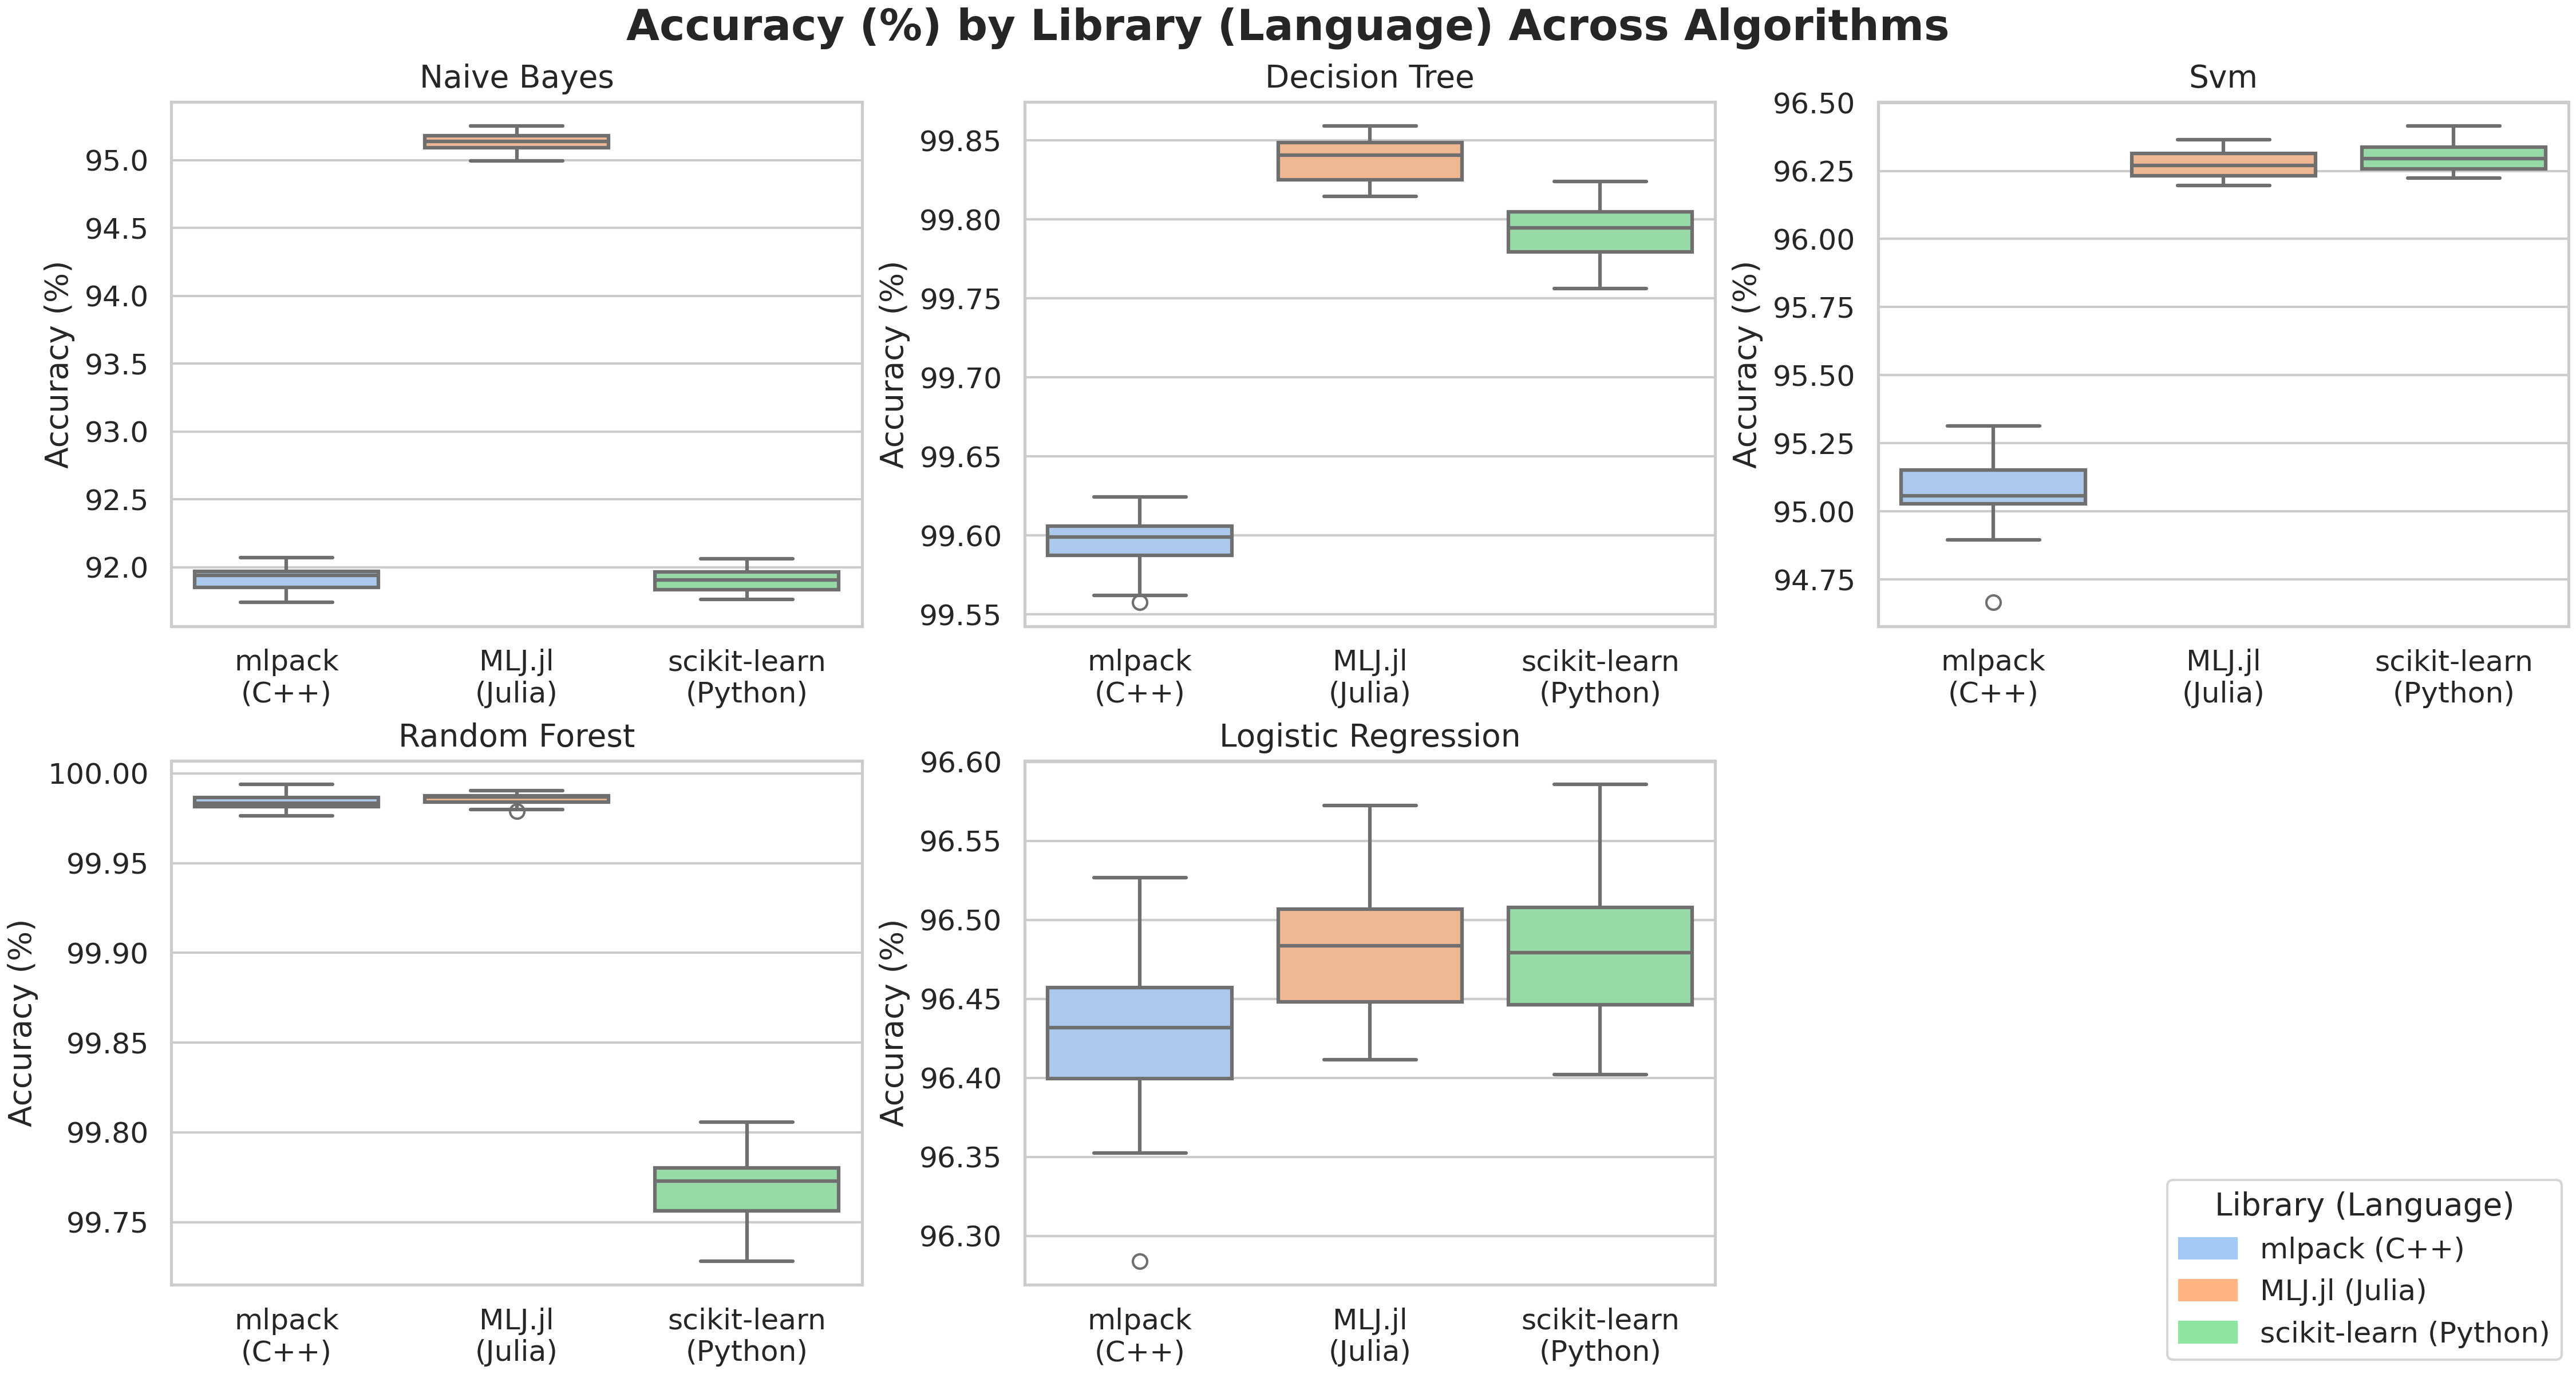 Accuracy (%) by Library (Language) Across Algorithms
Naive Bayes
Accuracy (%)
95.0
94.5
94.0
93.5
93.0
92.5
92.0
mlpack
(C++)
MLJ.jl
(Julia)
scikit-learn
(Python)
Decision Tree
Accuracy (%)
99.85
99.80
99.75
99.70
99.65
99.60
99.55
mlpack
(C++)
MLJ.jl
(Julia)
scikit-learn
(Python)
Svm
Accuracy (%)
96.50
96.25
96.00
95.75
95.50
95.25
95.00
94.75
mlpack
(C++)
MLJ.jl
(Julia)
scikit-learn
(Python)
Random Forest
Accuracy (%)
100.00
99.95
99.90
99.85
99.80
99.75
mlpack
(C++)
MLJ.jl
(Julia)
scikit-learn
(Python)
Logistic Regression
Accuracy (%)
96.60
96.55
96.50
96.45
96.40
96.35
96.30
mlpack
(C++)
MLJ.jl
(Julia)
scikit-learn
(Python)
Library (Language)
mlpack (C++)
MLJ.jl (Julia)
scikit-learn (Python)